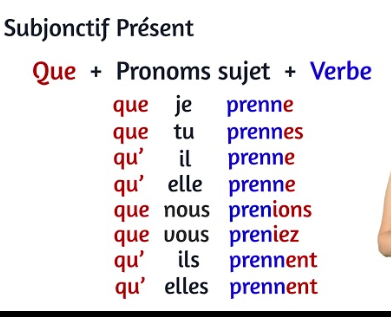 Subjonctif Présent
Que + Pronoms sujet + Verbe
que je prenne
que tu prennes
qu' il prenne
qu' elle prenne
que nous prenions
que vous preniez
qu' ils prennent
qu' elles prennent